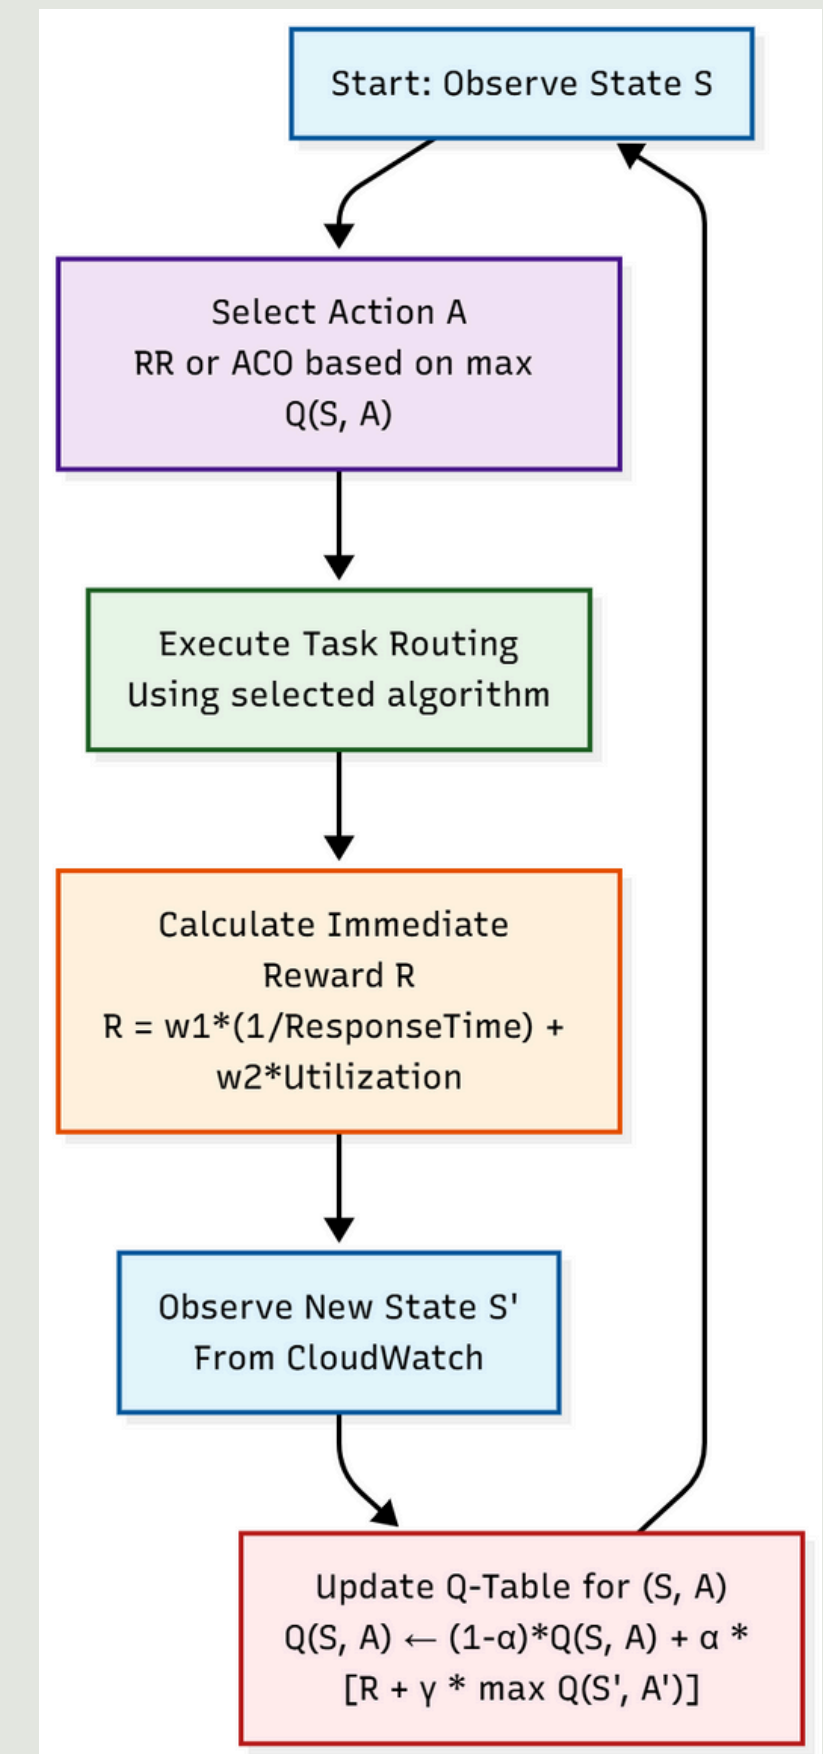 Start: Observe State S
Select Action A
RR or ACO based on max
Q(S, A)
Execute Task Routing
Using selected algorithm
Calculate Immediate
Reward R
R = w1*(1/ResponseTime) +
w2*Utilization
Observe New State S'
From CloudWatch
Update Q-Table for (S, A)
Q(S, A) ← (1-α)*Q(S, A) + α *
[R + γ * max Q(S', A')]